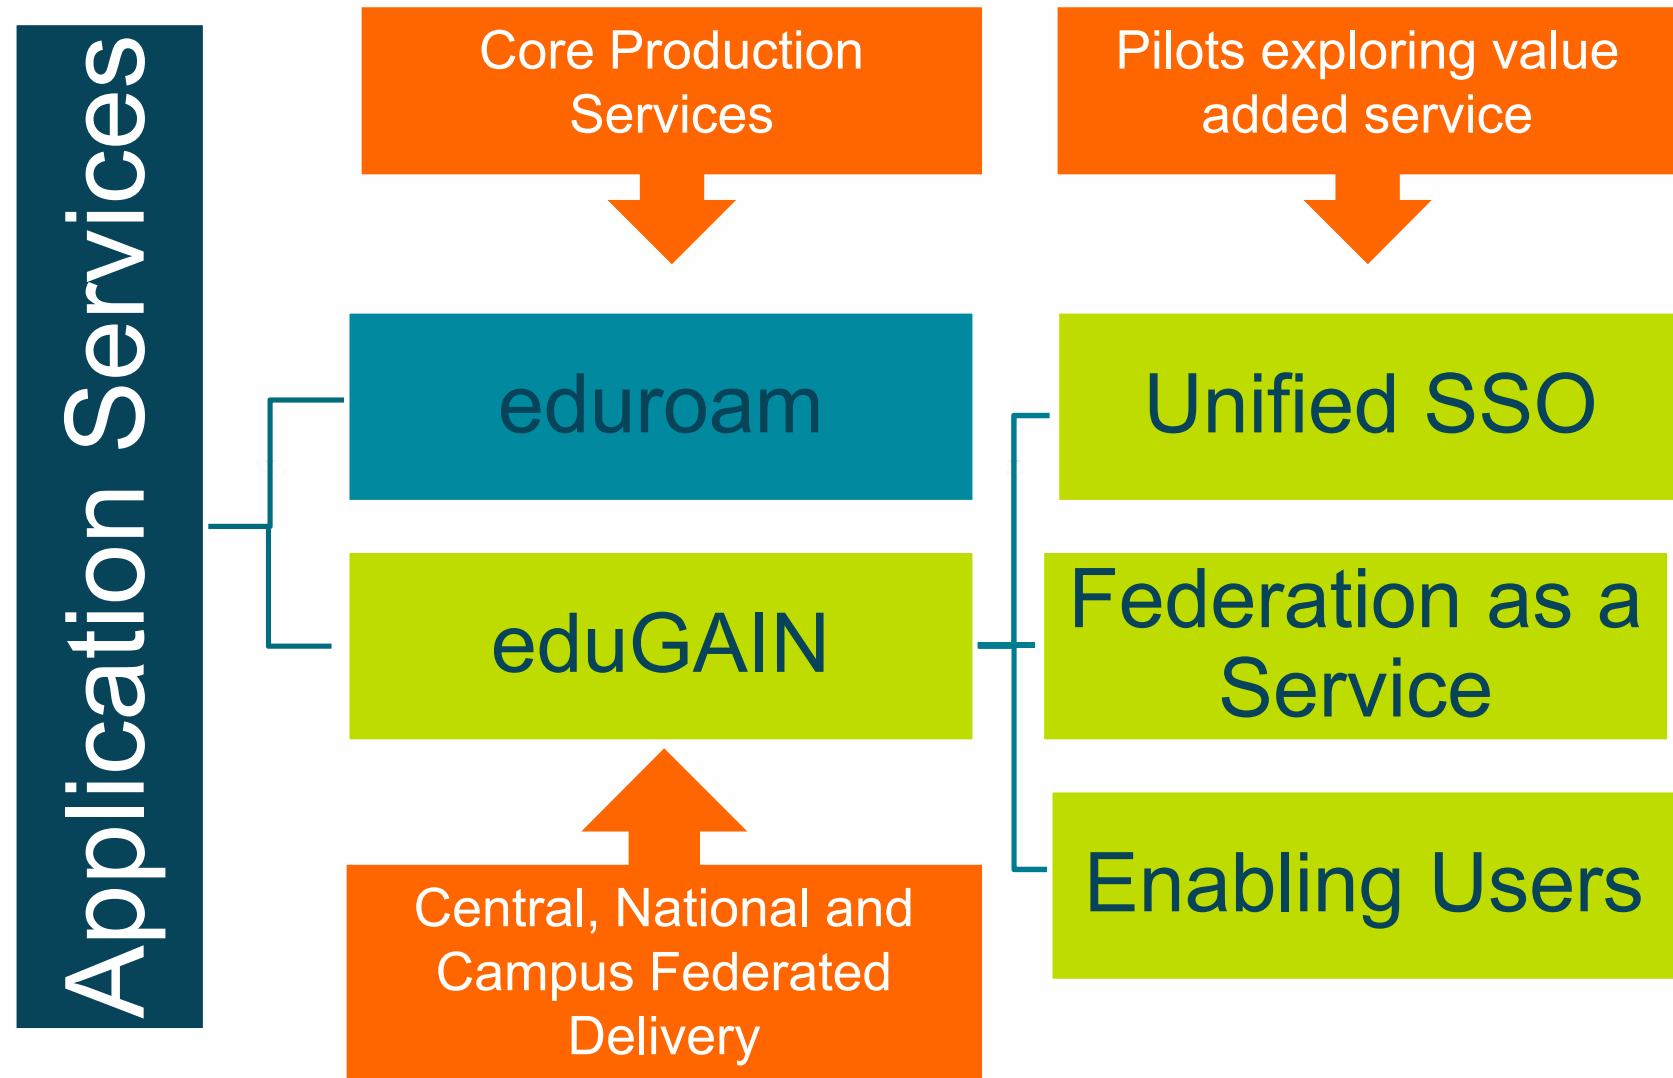 Application Services
Core Production
Services
Pilots exploring value
added service
eduroam
Unified SSO
eduGAIN
Federation as a
Service
Enabling Users
Central, National and
Campus Federated
Delivery